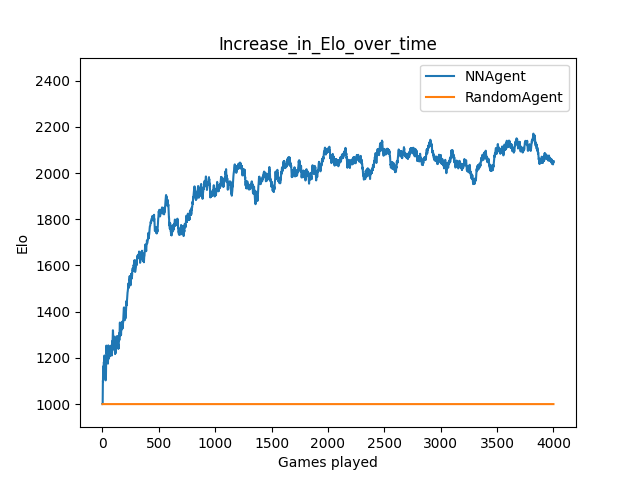 Increase_in_Elo_over_time
NNAgent
RandomAgent
2400
2200
2000
1800
1600
1400
1200
1000
Elo
0 500 1000 1500 2000 2500 3000 3500 4000
Games played